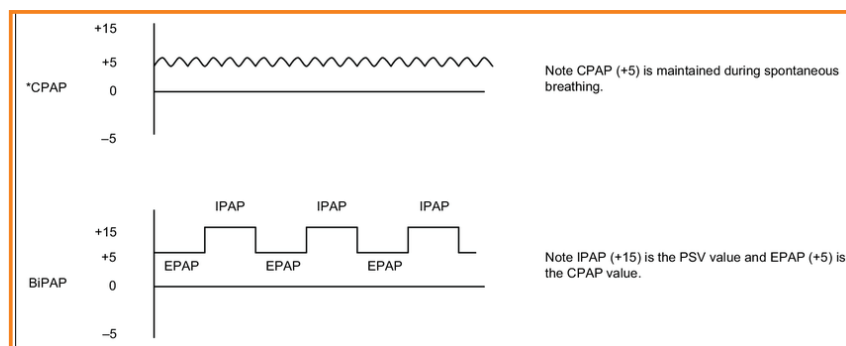 +15
+5
*CPAP
0
–5
Note CPAP (+5) is maintained during spontaneous
breathing.
IPAP IPAP IPAP
+15
+5
EPAP EPAP EPAP
BiPAP
0
–5
Note IPAP (+15) is the PSV value and EPAP (+5) is
the CPAP value.